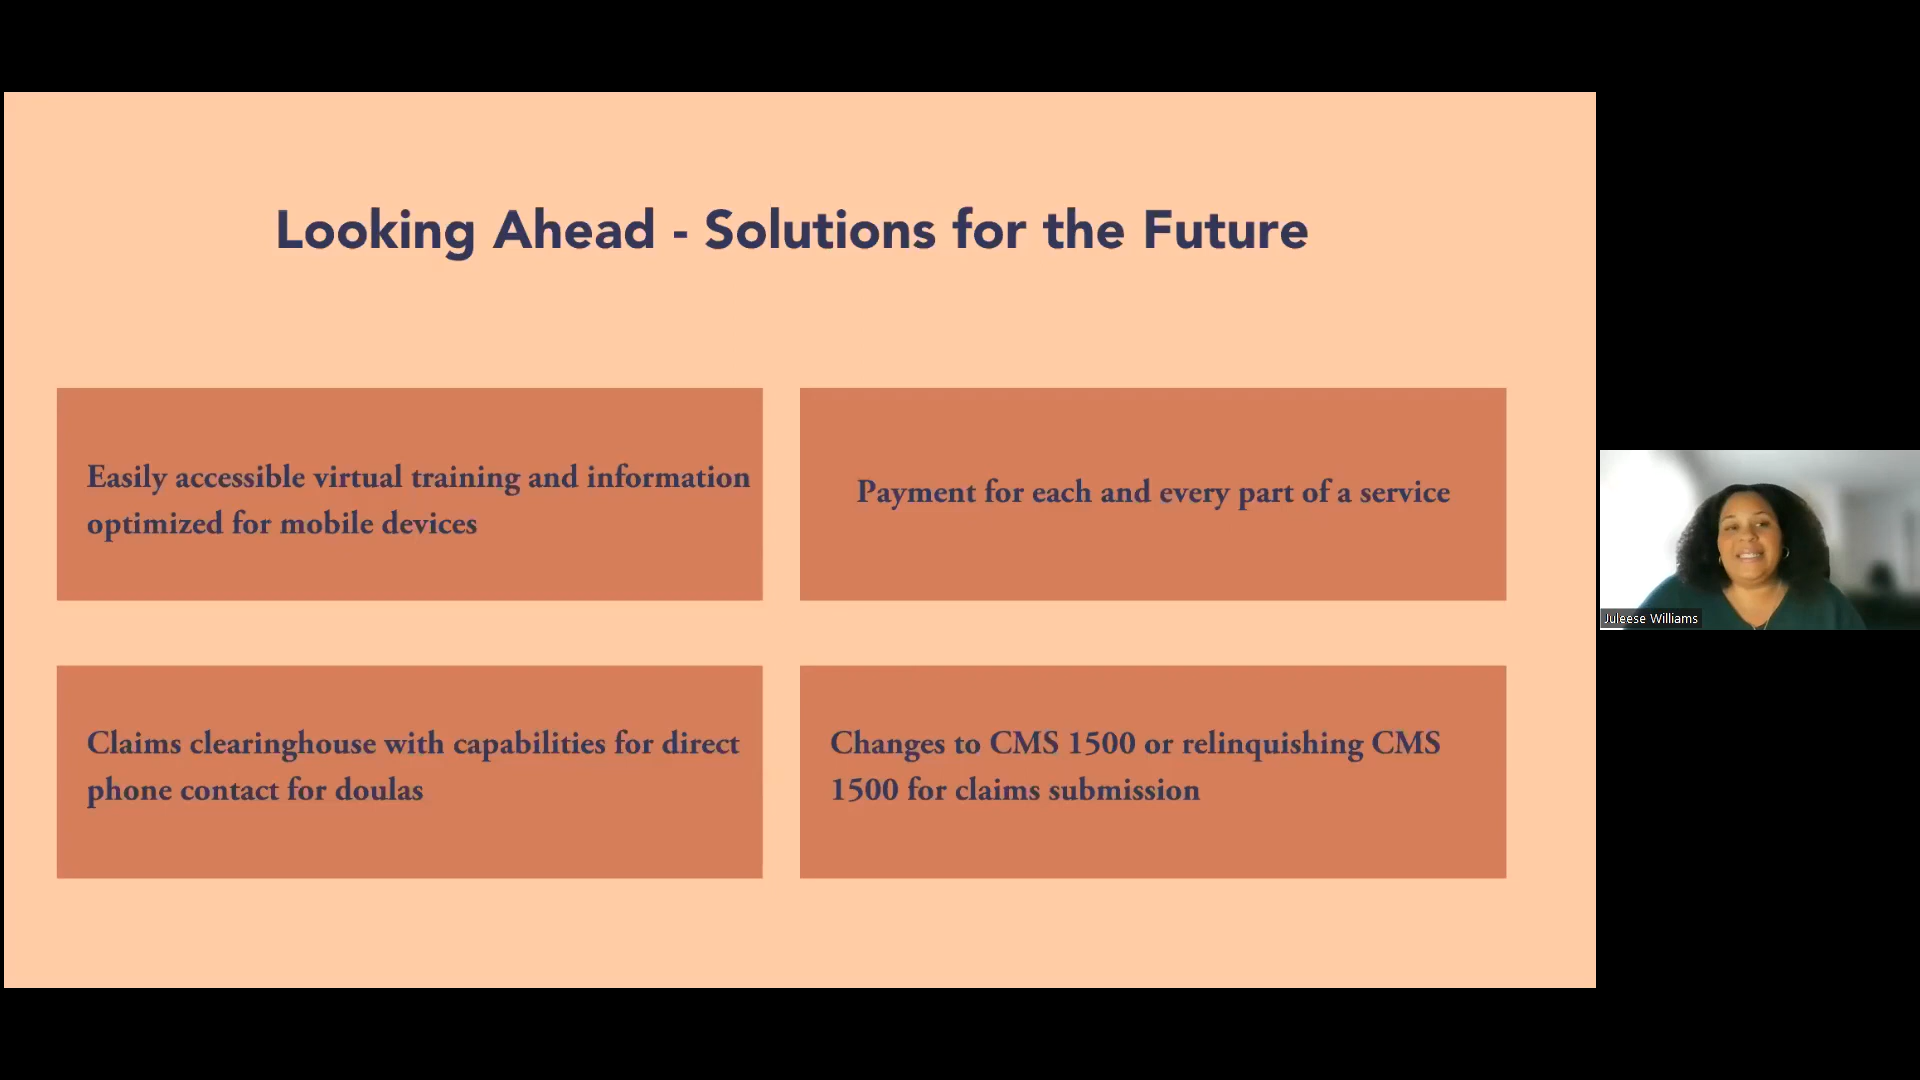 Looking Ahead - Solutions for the Future
Easily accessible virtual training and information
optimized for mobile devices
Payment for each and every part of a service
Claims clearinghouse with capabilities for direct
phone contact for doulas
Changes to CMS 1500 or relinquishing CMS
1500 for claims submission
Juleese Williams